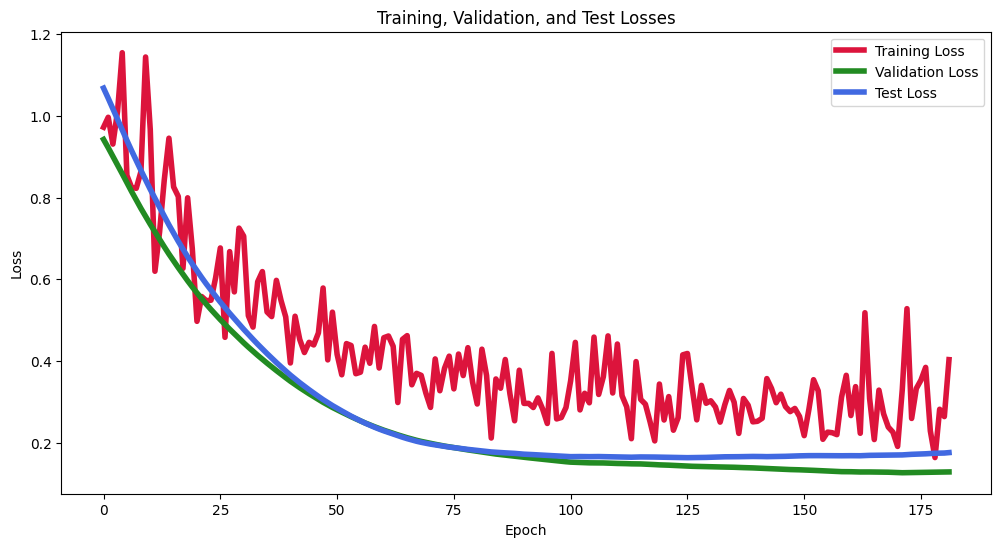 Training, Validation, and Test Losses
Training Loss
Validation Loss
Test Loss
Loss
1.2
1.0
0.8
0.6
0.4
0.2
0 25 50 75 100 125 150 175
Epoch